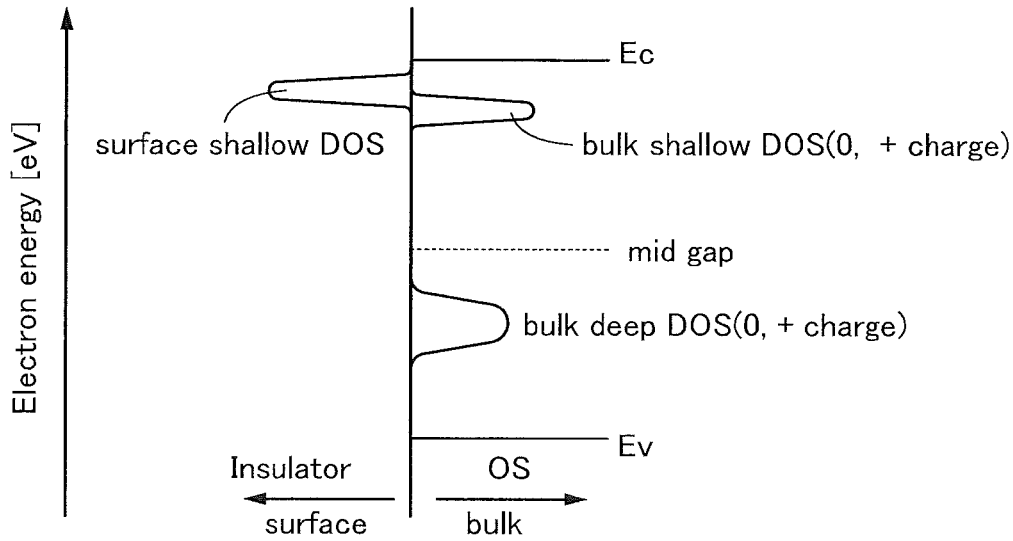 Ec
surface shallow DOS
bulk shallow DOS(0, + charge)
Electron energy [eV]
mid gap
bulk deep DOS(0, + charge)
Ev
Insulator
OS
surface
bulk